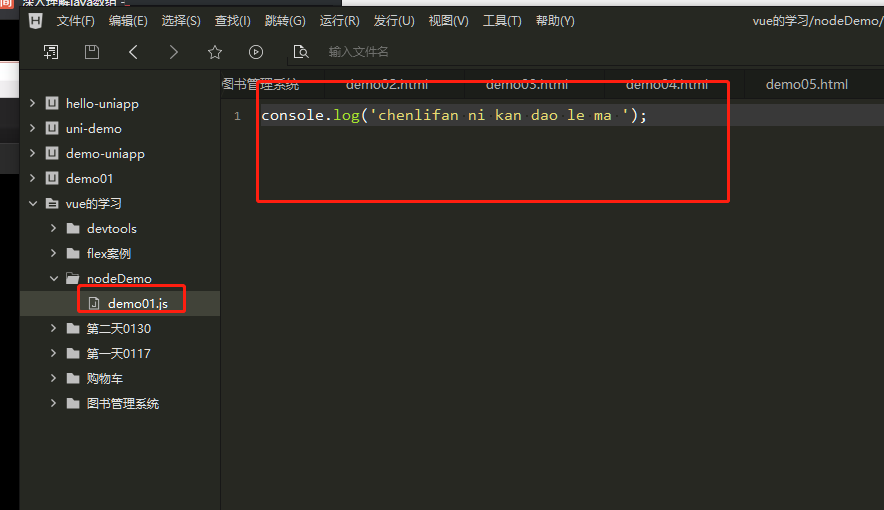 间
深入理解java数组 -
H 文件(F) 编辑(E) 选择(S) 查找(I) 跳转(G) 运行(R) 发行(U) 视图(V) 工具(T) 帮助(Y) vue的学习/nodeDemo/
输入文件名
图书管理系统 demo02.html demo03.html demo04.html demo05.html
hello-uniapp
uni-demo
demo-uniapp
demo01
vue的学习
devtools
flex案例
nodeDemo
demo01.js
第二天0130
第一天0117
购物车
图书管理系统
1 console.log('chenlifan ni kan dao le ma ');